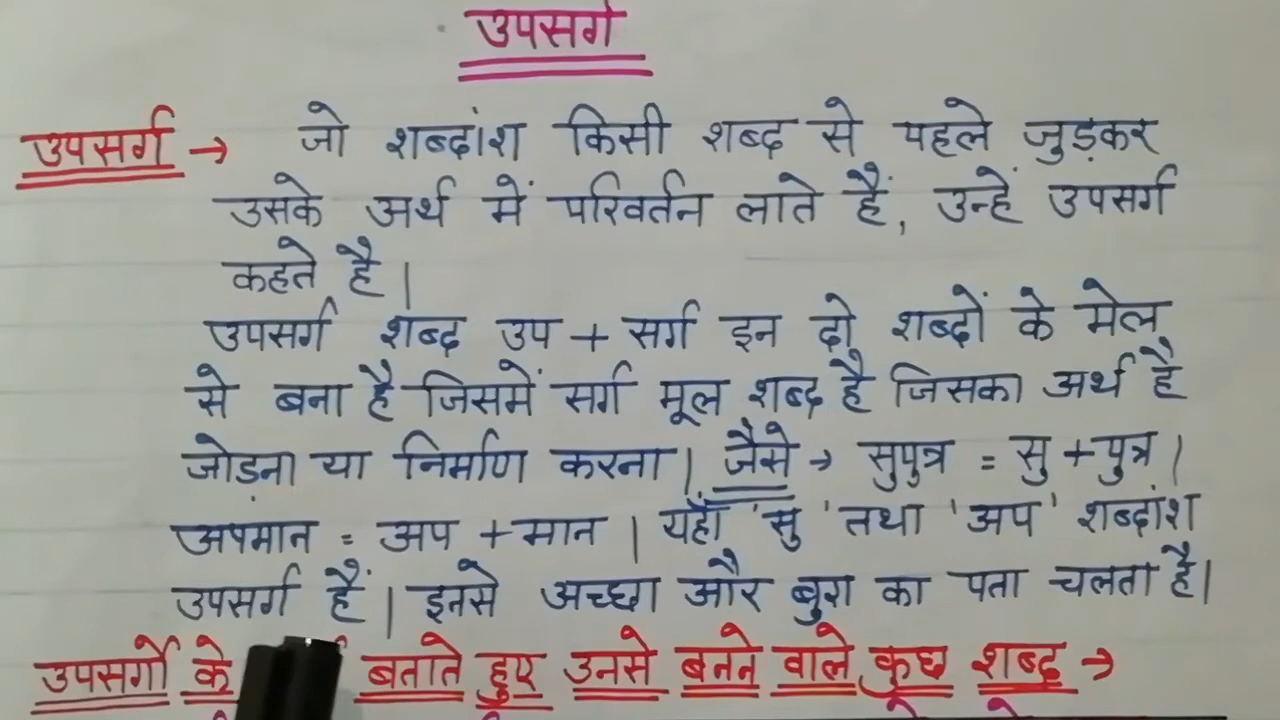 उपसर्ग
उपसर्ग → जो शब्दांश किसी शब्द से पहले जुड़कर
उसके अर्थ में परिवर्तन लाते हैं, उन्हें उपसर्ग
कहते है।
उपसर्ग शब्द उप + सर्ग इन दो शब्दों के मेल
से बना है जिसमें सर्ग मूल शब्द है जिसका अर्थ है
जोड़ना या निर्माण करना। जैसे → सुपुत्र = सु + पुत्र।
अपमान = अप + मान। यहाँ 'सु' तथा 'अप' शब्दांश
उपसर्ग हैं। इनसे अच्छा और बुरा का पता चलता है।
उपसर्गों के बताते हुए उनसे बनने वाले कुछ शब्द →